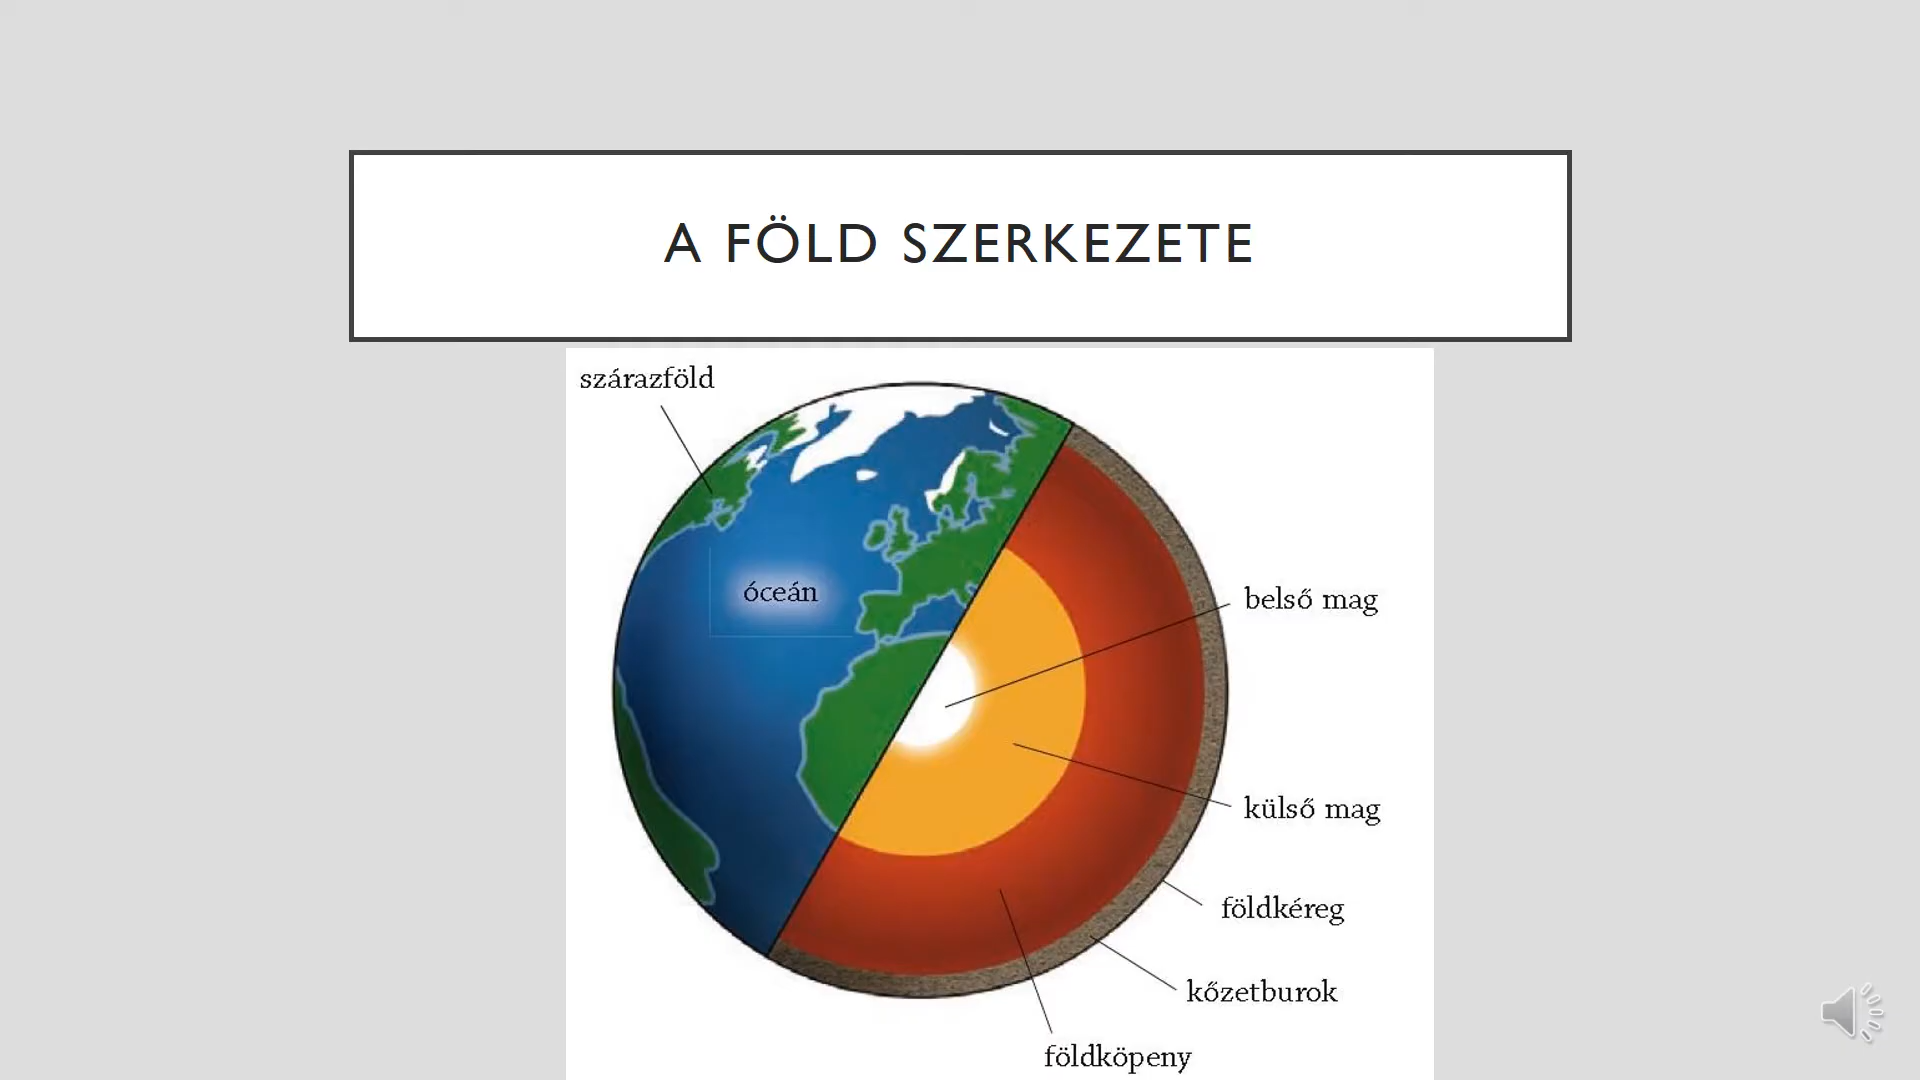 A FÖLD SZERKEZETE
szárazföld
óceán
belső mag
külső mag
földkéreg
kőzetburok
földköpeny